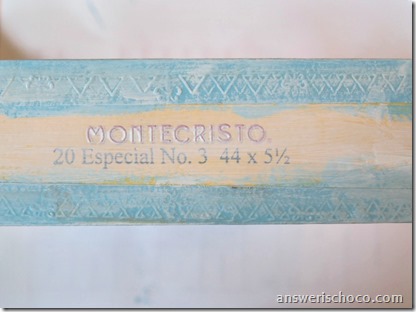 MONTECRISTO
20 Especial No. 3 44 x 5½
answerischoco.com